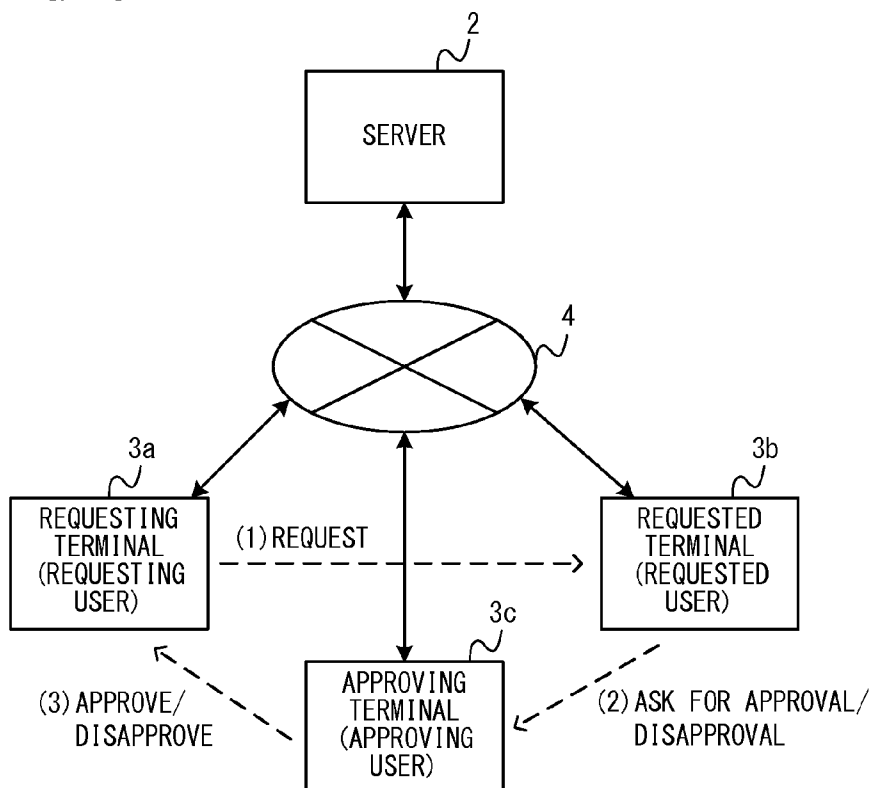 2
SERVER
4
3a
REQUESTING
TERMINAL
(REQUESTING
USER)
(1)REQUEST
3b
REQUESTED
TERMINAL
(REQUESTED
USER)
3c
APPROVING
TERMINAL
(APPROVING
USER)
(3)APPROVE/
DISAPPROVE
(2)ASK FOR APPROVAL/
DISAPPROVAL